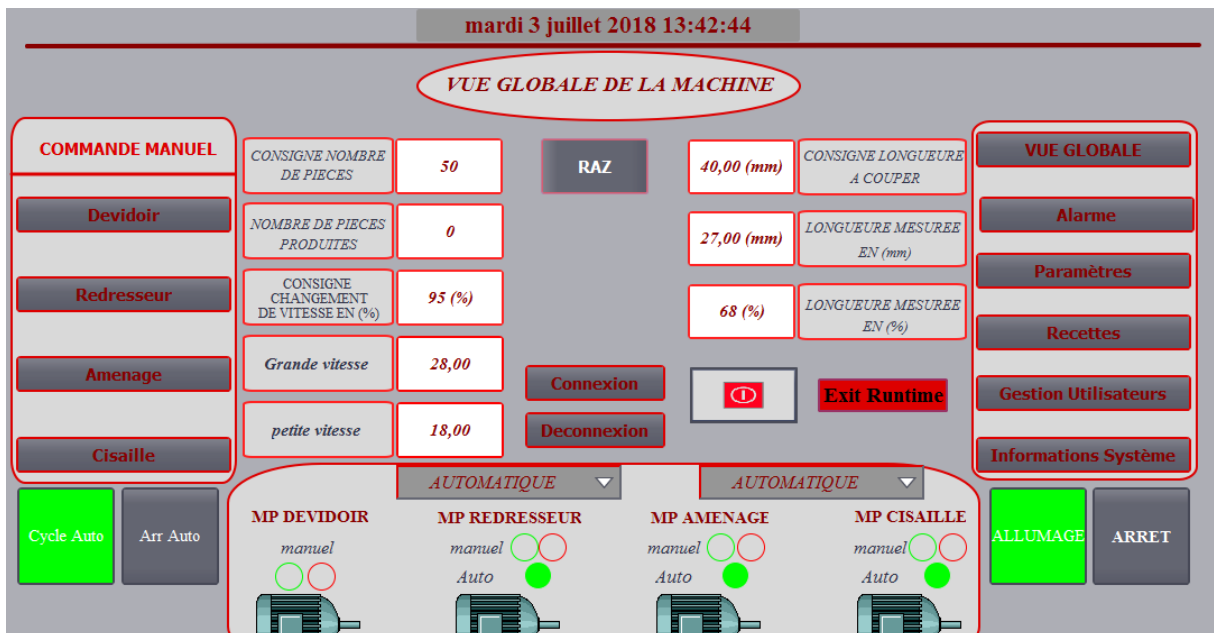 mardi 3 juillet 2018 13:42:44
VUE GLOBALE DE LA MACHINE
COMMANDE MANUEL
Devidoir
Redresseur
Amenage
Cisaille
Cycle Auto
Arr Auto
CONSIGNE NOMBRE
DE PIECES
50
NOMBRE DE PIECES
PRODUITES
0
CONSIGNE
CHANGEMENT
DE VITESSE EN (%)
95 (%)
Grande vitesse
28,00
petite vitesse
18,00
RAZ
Connexion
Deconnexion
40,00 (mm)
CONSIGNE LONGUEURE
A COUPER
27,00 (mm)
LONGUEURE MESUREE
EN (mm)
68 (%)
LONGUEURE MESUREE
EN (%)
Exit Runtime
VUE GLOBALE
Alarme
Paramètres
Recettes
Gestion Utilisateurs
Informations Système
ALLUMAGE
ARRET
AUTOMATIQUE
AUTOMATIQUE
MP DEVIDOIR
manuel
MP REDRESSEUR
manuel
Auto
MP AMENAGE
manuel
Auto
MP CISAILLE
manuel
Auto